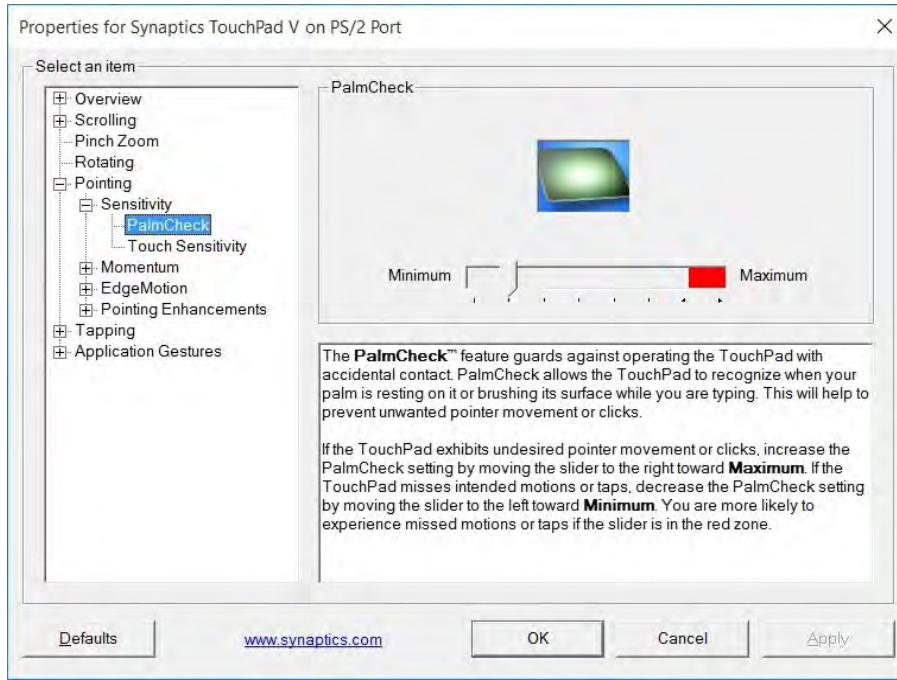 Properties for Synaptics TouchPad V on PS/2 Port
Select an item
Overview
Scrolling
Pinch Zoom
Rotating
Pointing
Sensitivity
PalmCheck
Touch Sensitivity
Momentum
EdgeMotion
Pointing Enhancements
Tapping
Application Gestures
PalmCheck
Minimum
Maximum
The PalmCheck™ feature guards against operating the TouchPad with
accidental contact. PalmCheck allows the TouchPad to recognize when your
palm is resting on it or brushing its surface while you are typing. This will help to
prevent unwanted pointer movement or clicks.
If the TouchPad exhibits undesired pointer movement or clicks, increase the
PalmCheck setting by moving the slider to the right toward Maximum. If the
TouchPad misses intended motions or taps, decrease the PalmCheck setting
by moving the slider to the left toward Minimum. You are more likely to
experience missed motions or taps if the slider is in the red zone.
Defaults
www.synaptics.com
OK
Cancel
Apply